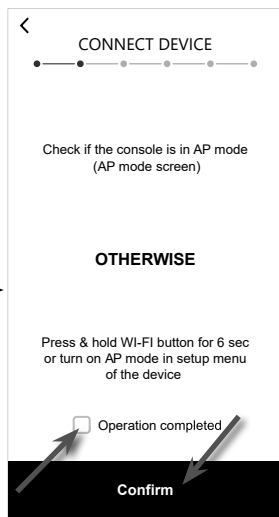 CONNECT DEVICE
Check if the console is in AP mode
(AP mode screen)
OTHERWISE
Press & hold WI-FI button for 6 sec
or turn on AP mode in setup menu
of the device
Operation completed
Confirm